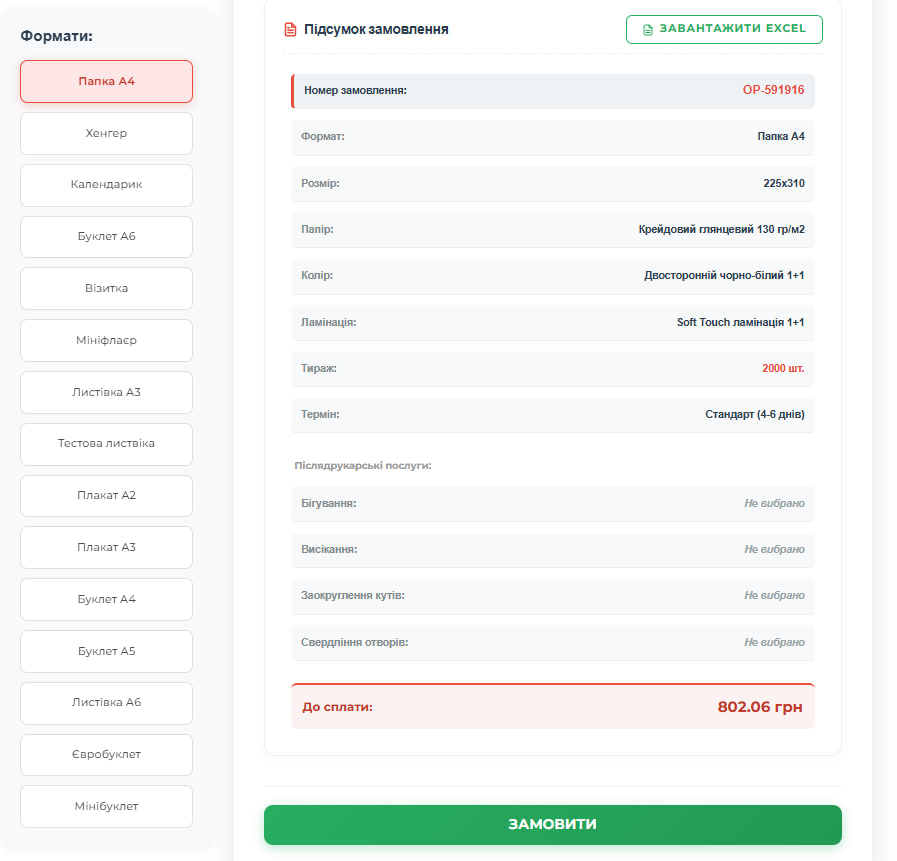 Формати:
Папка А4
Хенгер
Календарик
Буклет А6
Візитка
Мініфлаєр
Листівка А3
Тестова листвіка
Плакат А2
Плакат А3
Буклет А4
Буклет А5
Листівка А6
Євробуклет
Мінібуклет
Підсумок замовлення
ЗАВАНТАЖИТИ EXCEL
Номер замовлення: OP-591916
Формат: Папка А4
Розмір: 225x310
Папір: Крейдовий глянцевий 130 гр/м2
Колір: Двосторонній чорно-білий 1+1
Ламінація: Soft Touch ламінація 1+1
Тираж: 2000 шт.
Термін: Стандарт (4-6 днів)
Післядрукарські послуги:
Бігування: Не вибрано
Висікання: Не вибрано
Заокруглення кутів: Не вибрано
Свердління отворів: Не вибрано
До сплати: 802.06 грн
ЗАМОВИТИ